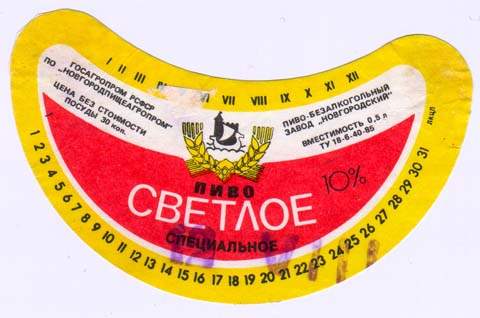 I II III VII VIII IX X XI XII
ГОСАГРОПРОМ РСФСР
ПО „НОВГОРОДПИЩЕАГРОПРОМ"
ЦЕНА БЕЗ СТОИМОСТИ
ПОСУДЫ 30 коп.
ПИВО-БЕЗАЛКОГОЛЬНЫЙ
ЗАВОД „НОВГОРОДСКИЙ"
ВМЕСТИМОСТЬ 0,5 л
ТУ 18-6-40-85
ПИВО
СВЕТЛОЕ
10%
СПЕЦИАЛЬНОЕ
1 2 3 4 5 6 7 8 9 10 11 12 13 14 15 16 17 18 19 20 21 22 23 24 25 26 27 28 29 30 31